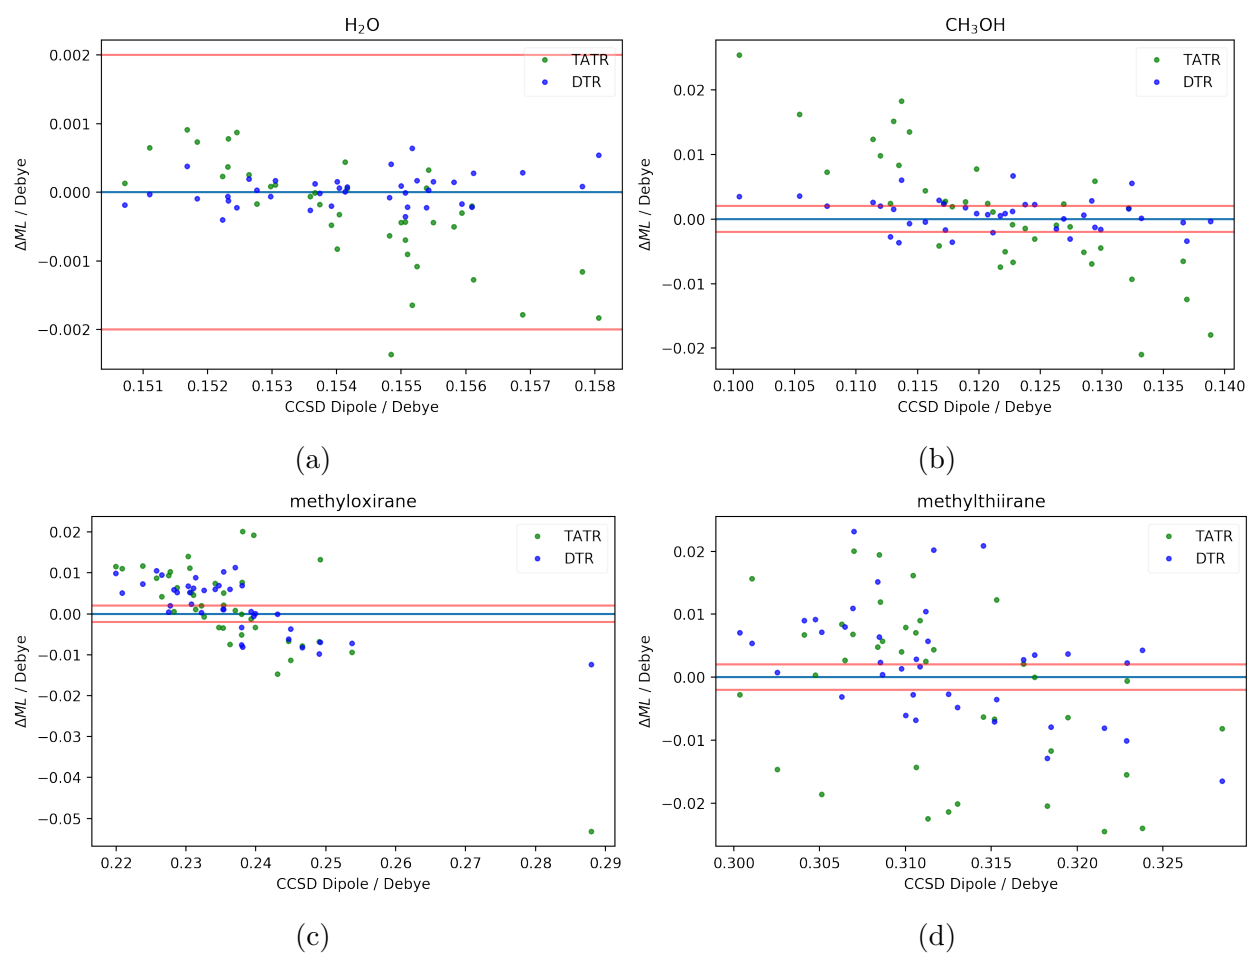 H₂O
0.002
0.001
0.000
−0.001
−0.002
ΔML / Debye
TATR
DTR
0.151 0.152 0.153 0.154 0.155 0.156 0.157 0.158
CCSD Dipole / Debye
(a)
CH₃OH
0.02
0.01
0.00
−0.01
−0.02
ΔML / Debye
TATR
DTR
0.100 0.105 0.110 0.115 0.120 0.125 0.130 0.135 0.140
CCSD Dipole / Debye
(b)
methyloxirane
0.02
0.01
0.00
−0.01
−0.02
−0.03
−0.04
−0.05
ΔML / Debye
TATR
DTR
0.22 0.23 0.24 0.25 0.26 0.27 0.28 0.29
CCSD Dipole / Debye
(c)
methylthiirane
0.02
0.01
0.00
−0.01
−0.02
ΔML / Debye
TATR
DTR
0.300 0.305 0.310 0.315 0.320 0.325
CCSD Dipole / Debye
(d)